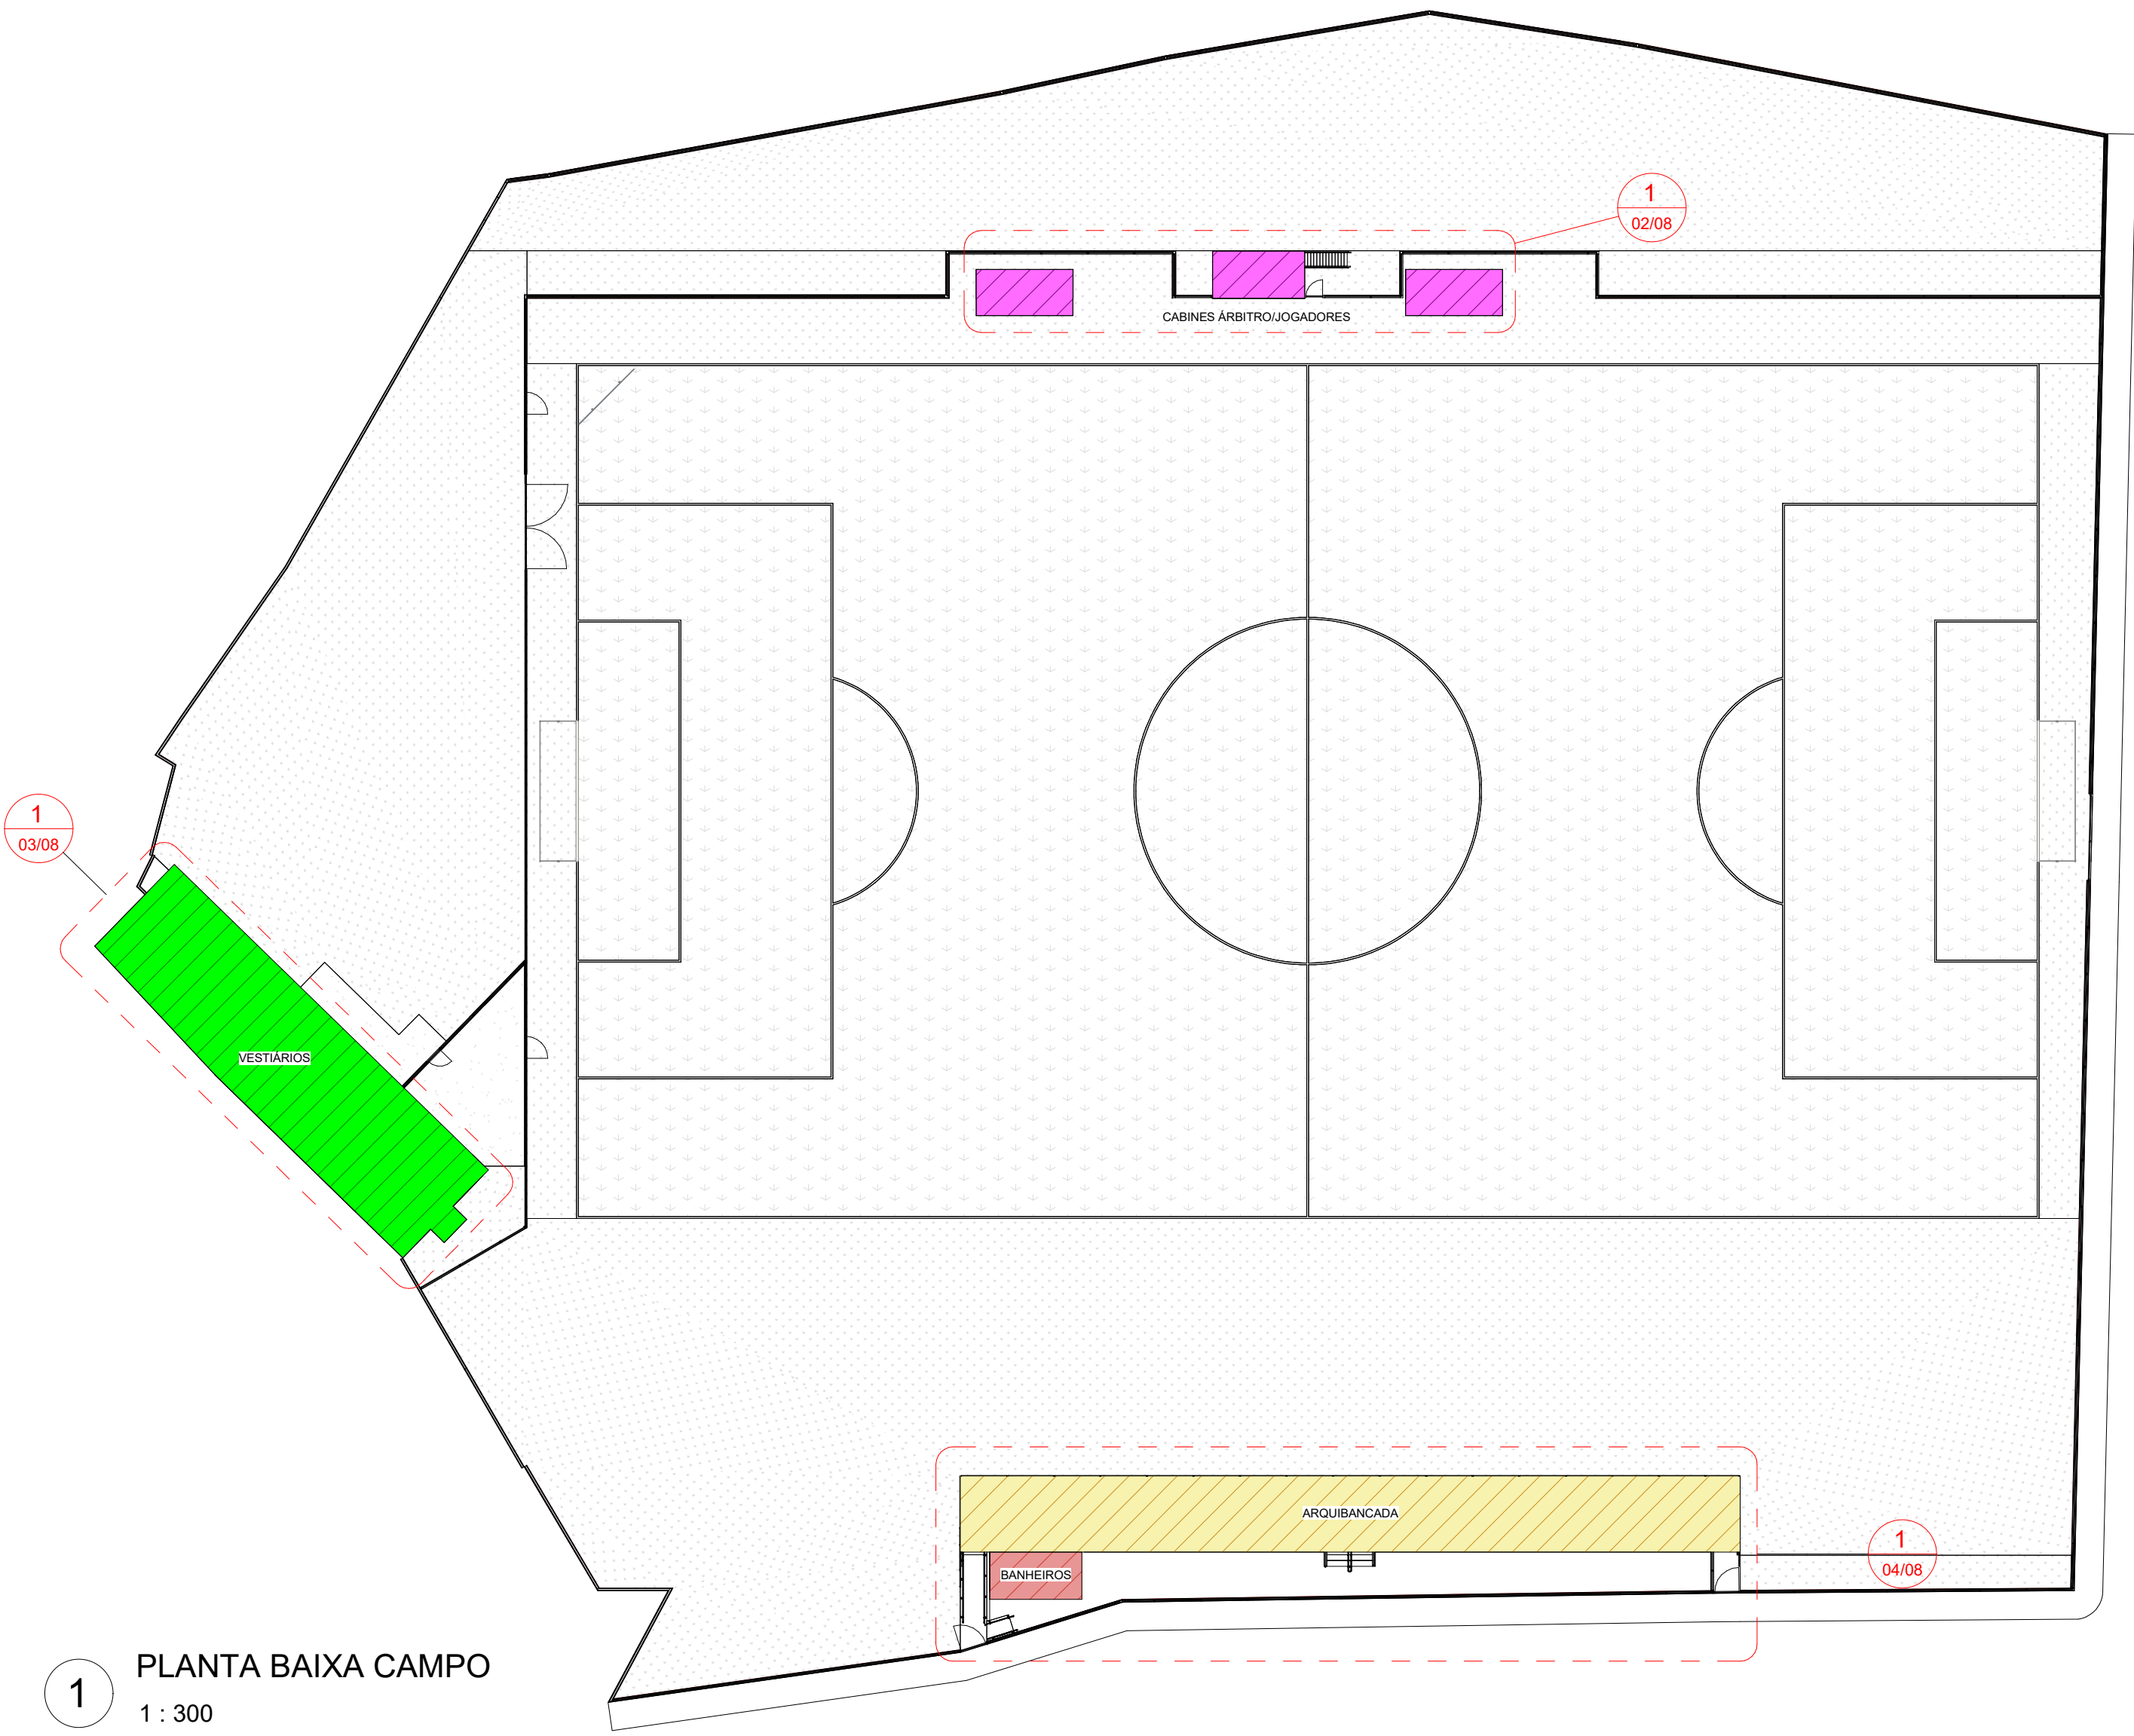 1
02/08
CABINES ÁRBITRO/JOGADORES
1
03/08
VESTIÁRIOS
ARQUIBANCADA
1
04/08
BANHEIROS
1
PLANTA BAIXA CAMPO
1 : 300